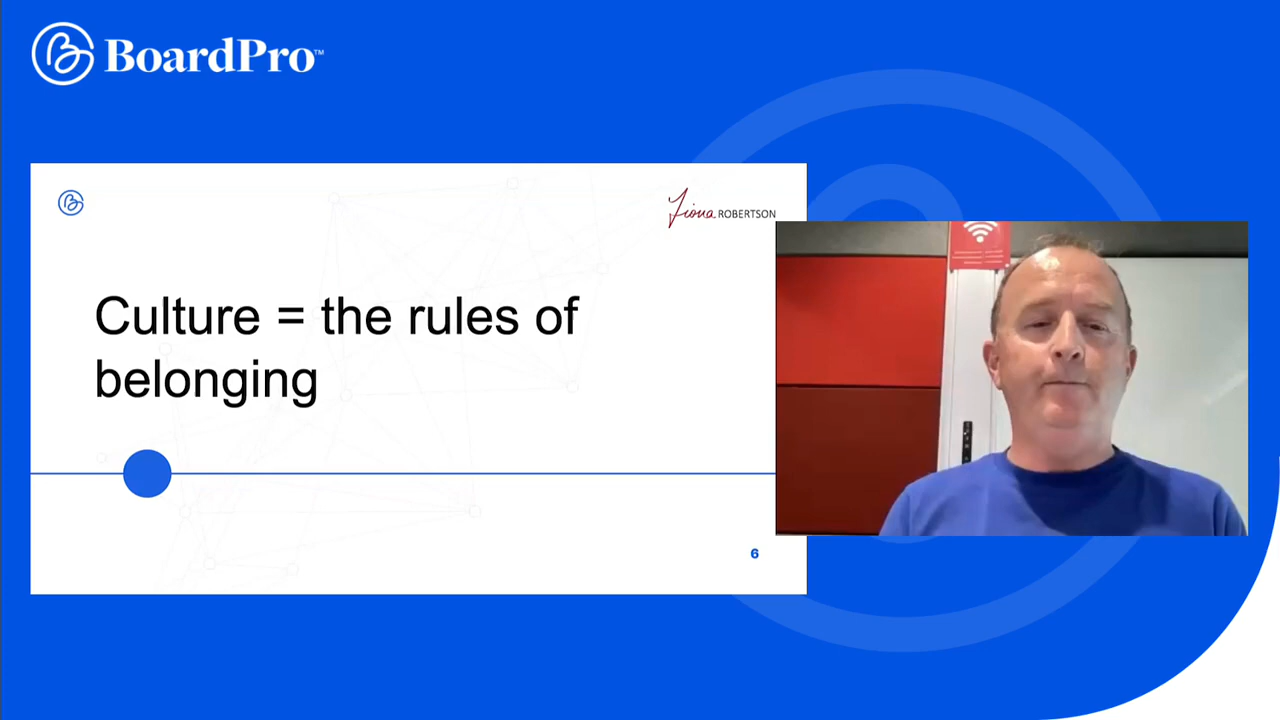 BoardPro™
Fiona ROBERTSON
Culture = the rules of
belonging
6